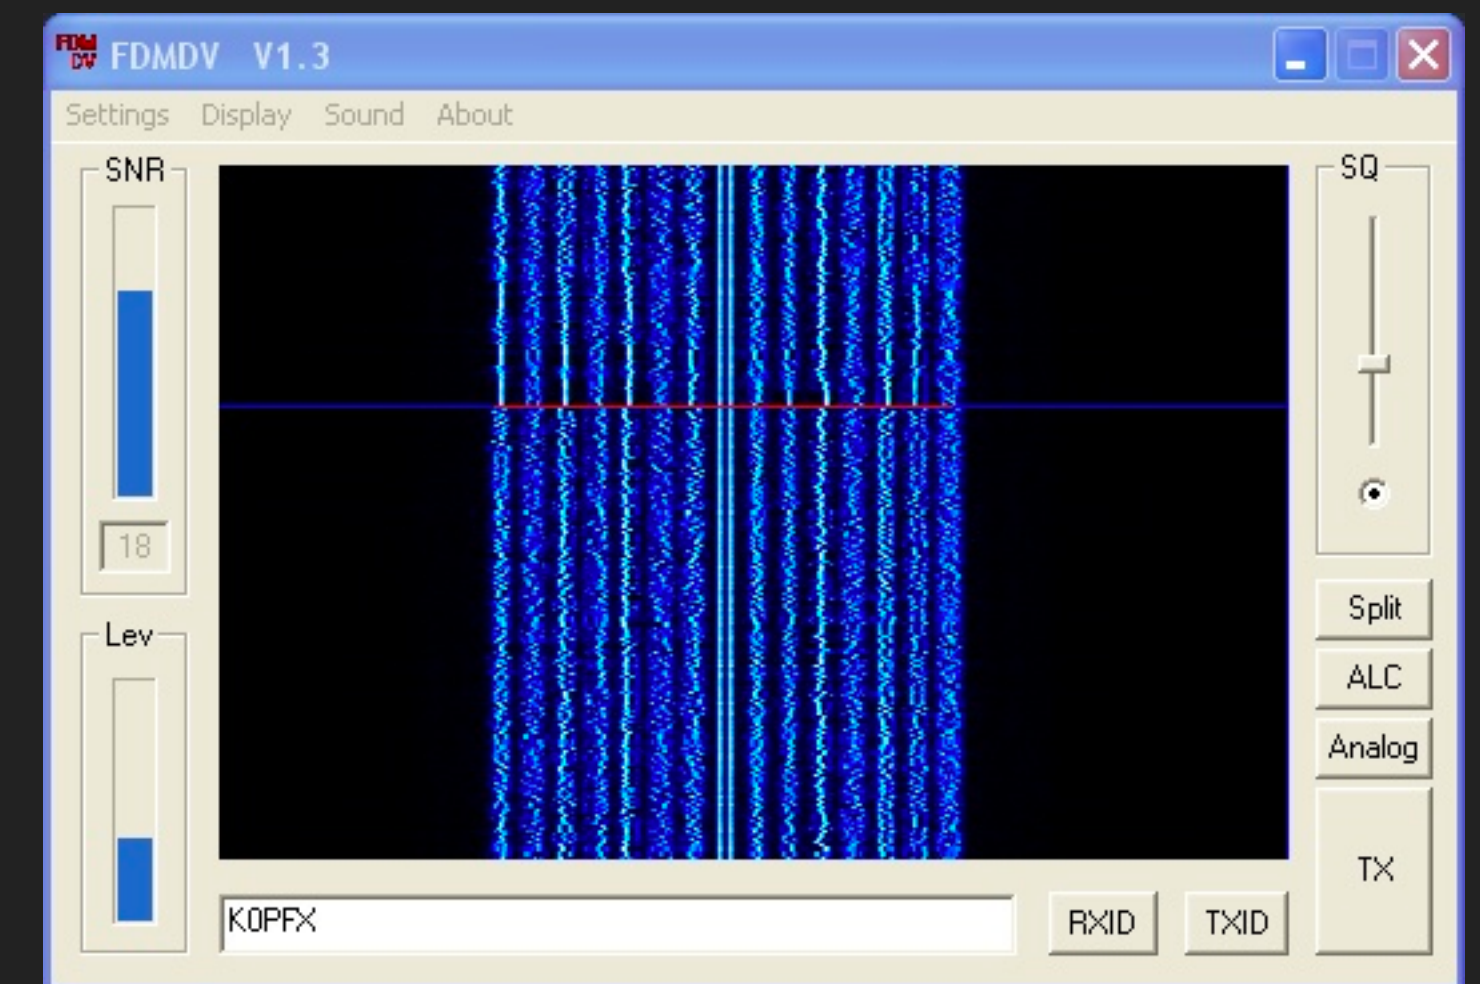 FDM
DV
FDMDV V1.3
Settings Display Sound About
SNR
SQ
18
Split
Lev
ALC
Analog
TX
K0PFX
RXID
TXID